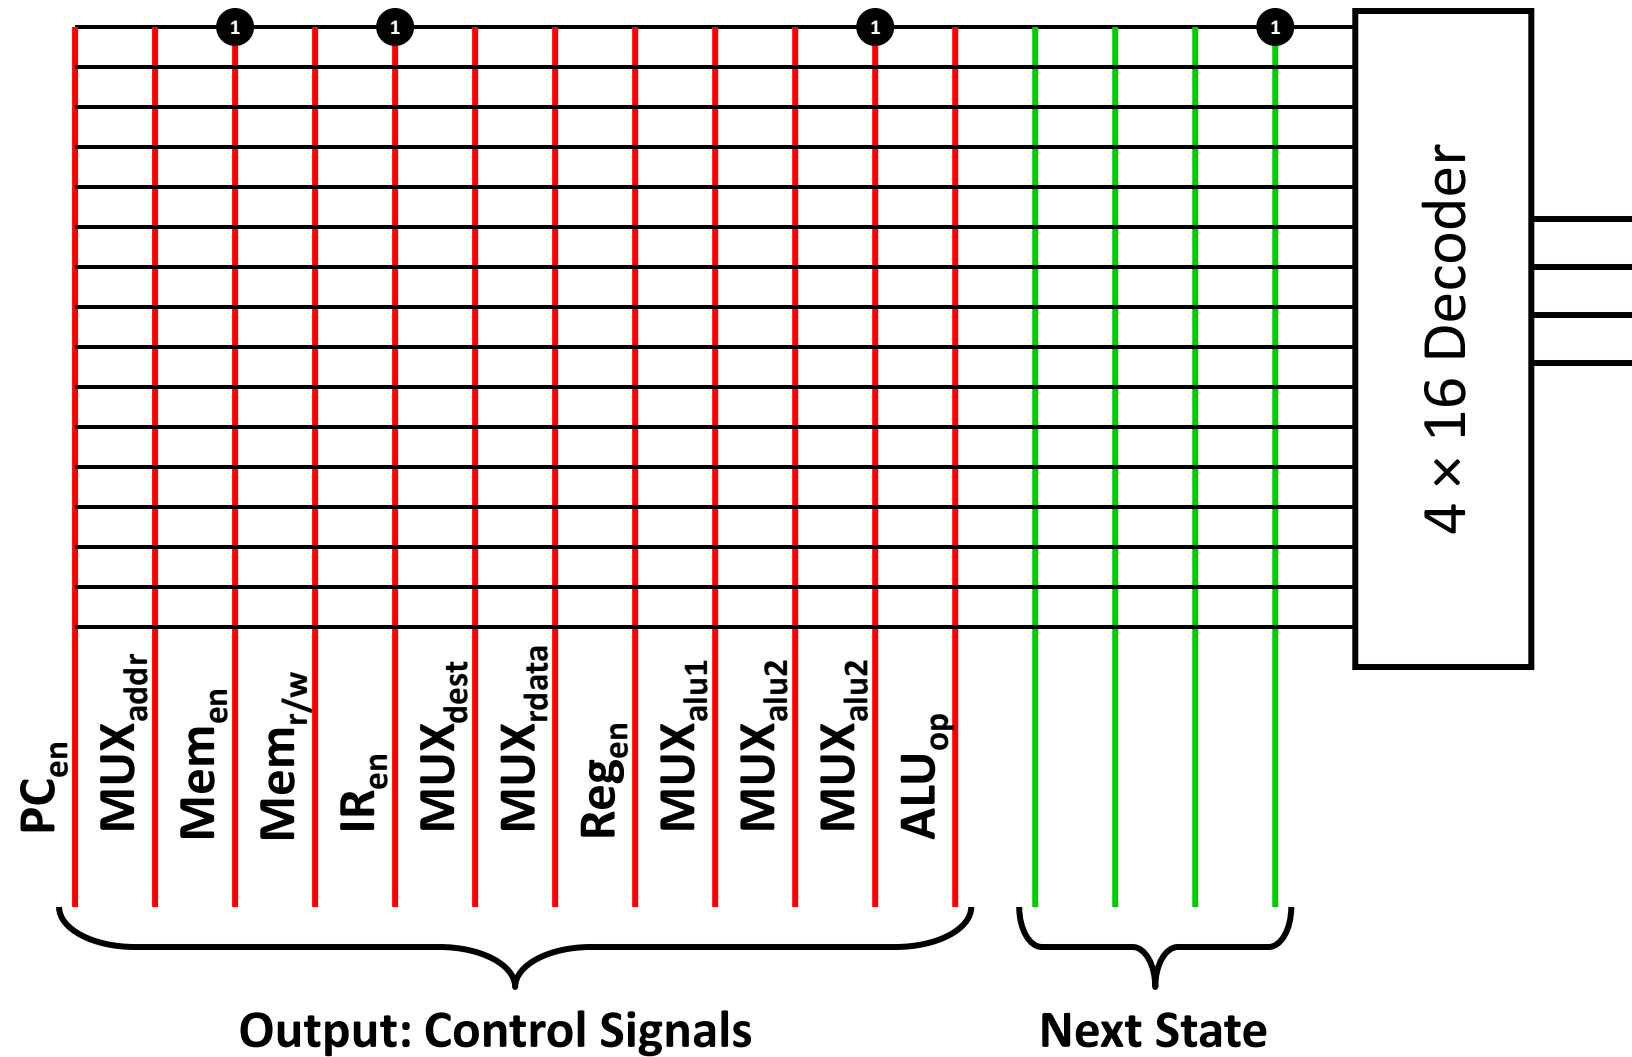 1 1 1 1
4 × 16 Decoder
PCen
MUXaddr
Memen
Memr/w
IRen
MUXdest
MUXrdata
Regen
MUXalu1
MUXalu2
MUXalu2
ALUop
Output: Control Signals
Next State